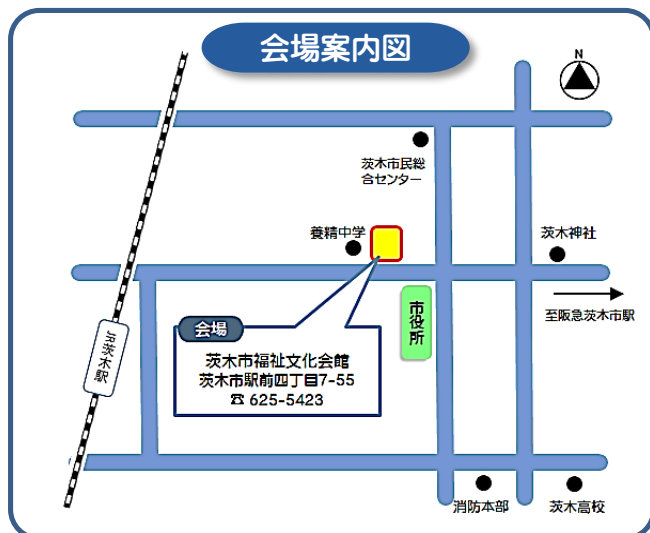 会場案内図
N
茨木市民総
合センター
養精中学
茨木神社
市役所
至阪急茨木市駅
JR茨木駅
会場
茨木市福祉文化会館
茨木市駅前四丁目7-55
☎ 625-5423
消防本部
茨木高校